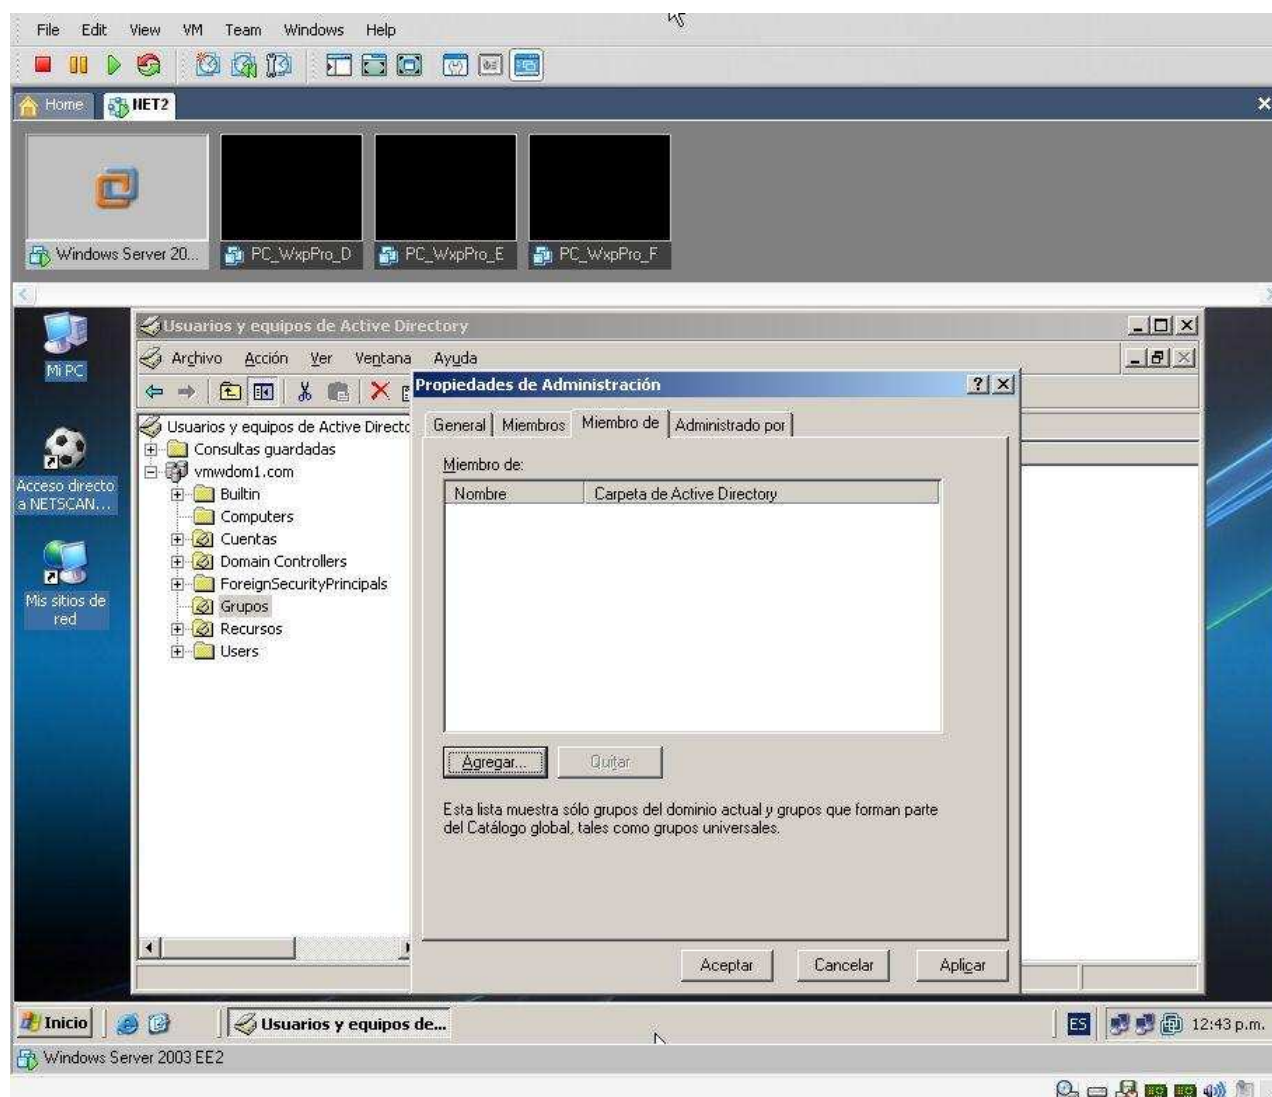 File Edit View VM Team Windows Help
Home NET2
Windows Server 20... PC_WxpPro_D PC_WxpPro_E PC_WxpPro_F
Mi PC
Acceso directo
a NETSCAN...
Mis sitios de
red
Usuarios y equipos de Active Directory
Archivo Acción Ver Ventana Ayuda
Usuarios y equipos de Active Directo
Consultas guardadas
vmwdom1.com
Builtin
Computers
Cuentas
Domain Controllers
ForeignSecurityPrincipals
Grupos
Recursos
Users
Propiedades de Administración
General Miembros Miembro de Administrado por
Miembro de:
Nombre Carpeta de Active Directory
Agregar... Quitar
Esta lista muestra sólo grupos del dominio actual y grupos que forman parte
del Catálogo global, tales como grupos universales.
Aceptar Cancelar Aplicar
Inicio Usuarios y equipos de... ES 12:43 p.m.
Windows Server 2003 EE2